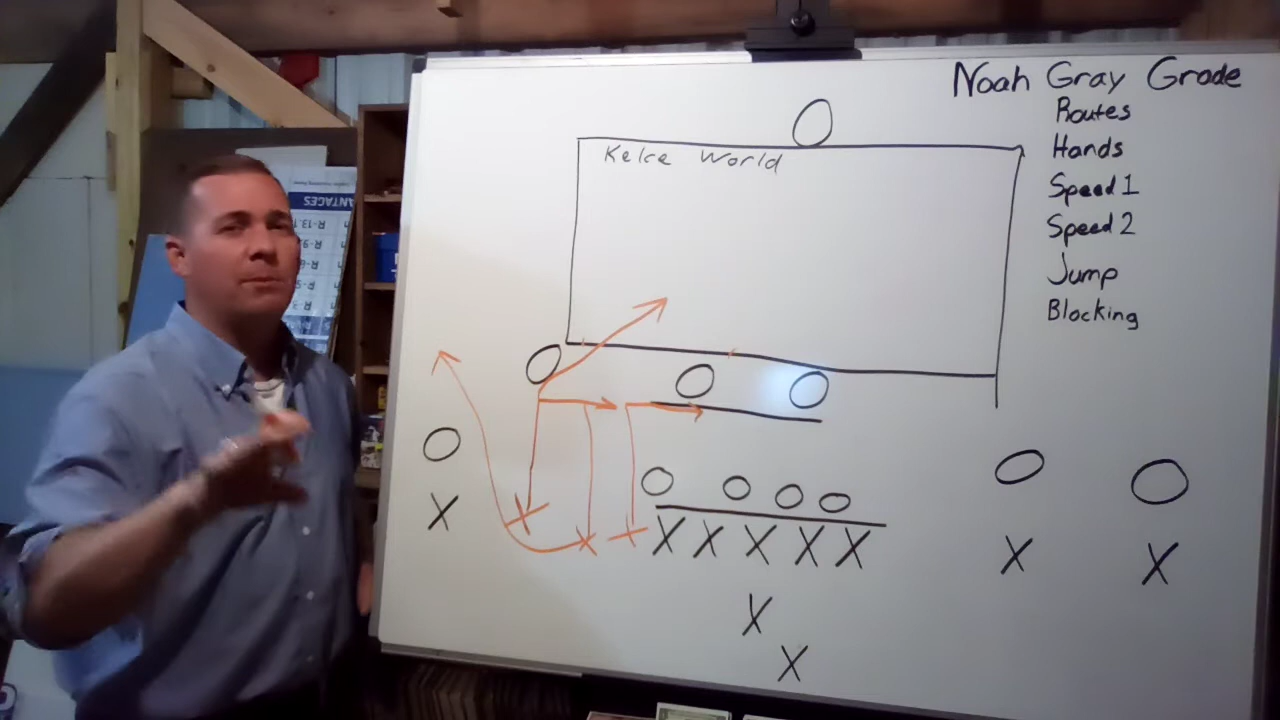 Noah Gray Grade
Routes
Hands
Speed 1
Speed 2
Jump
Blocking
Kelce World